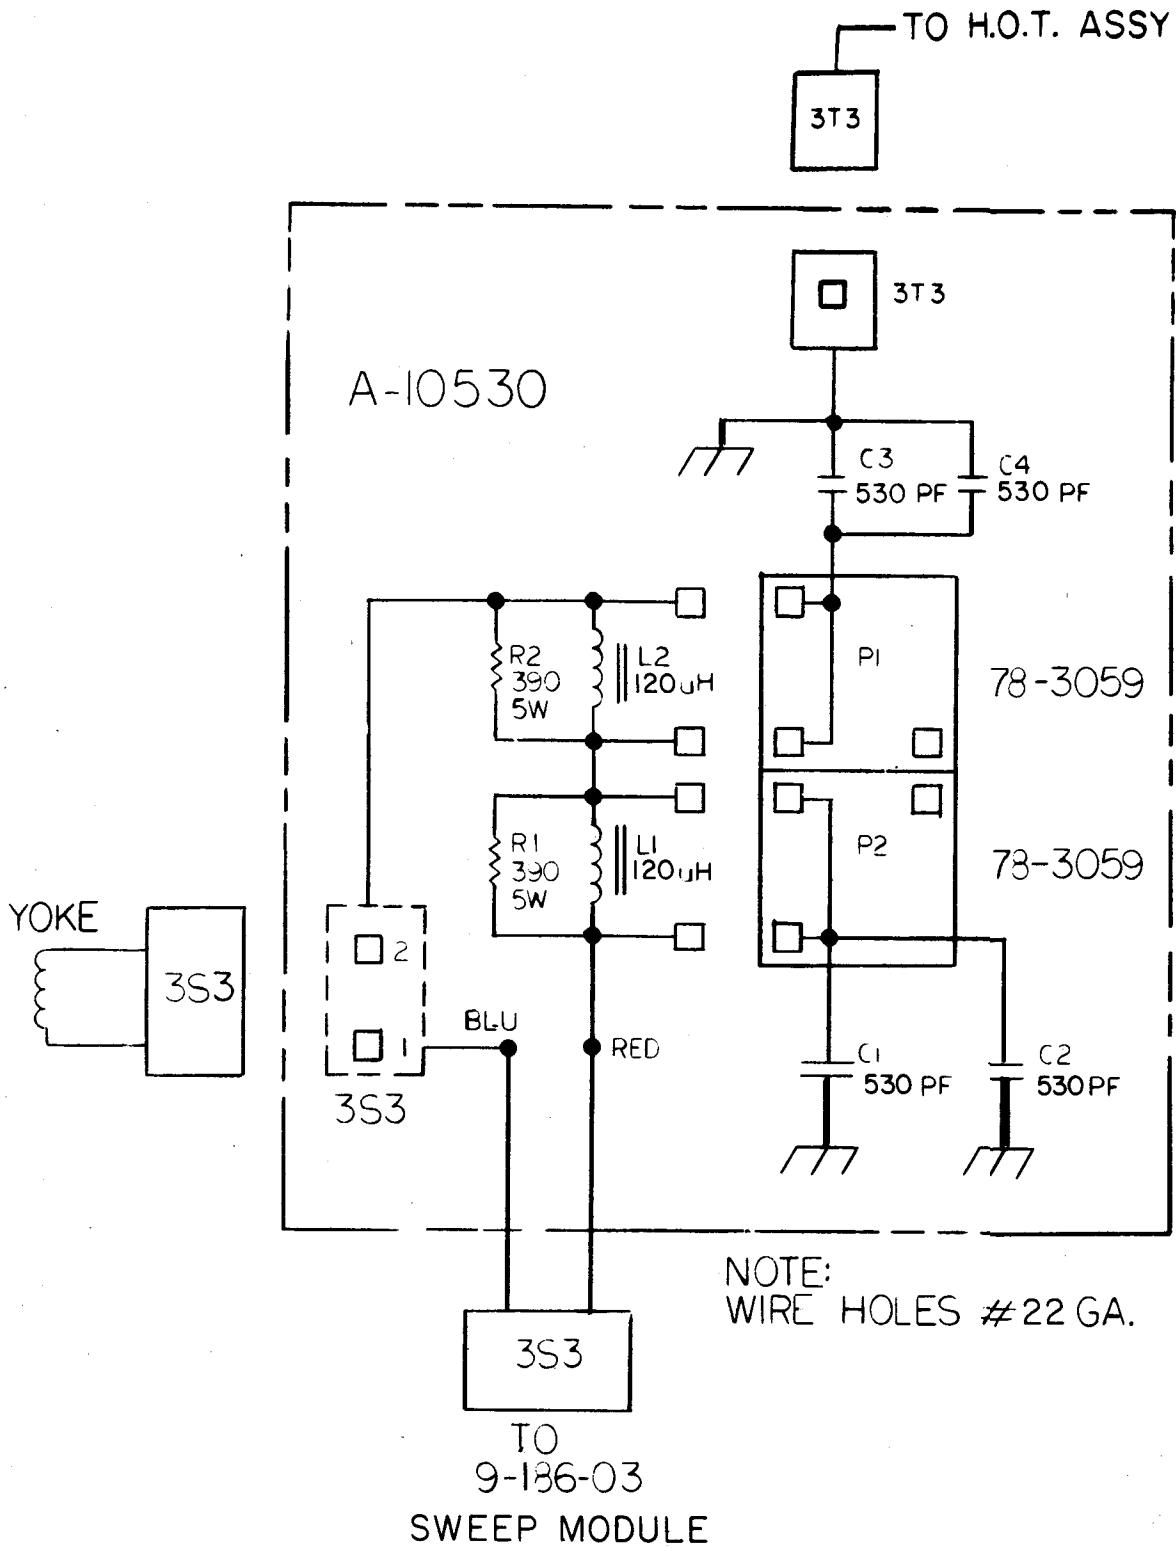 TO H.O.T. ASSY
3T3
3T3
A-10530
C3
530 PF
C4
530 PF
R2
390
5W
L2
120uH
P1
78-3059
R1
390
5W
L1
120uH
P2
78-3059
YOKE
3S3
2
1
3S3
BLU
RED
C1
530 PF
C2
530PF
NOTE:
WIRE HOLES #22 GA.
3S3
TO
9-186-03
SWEEP MODULE